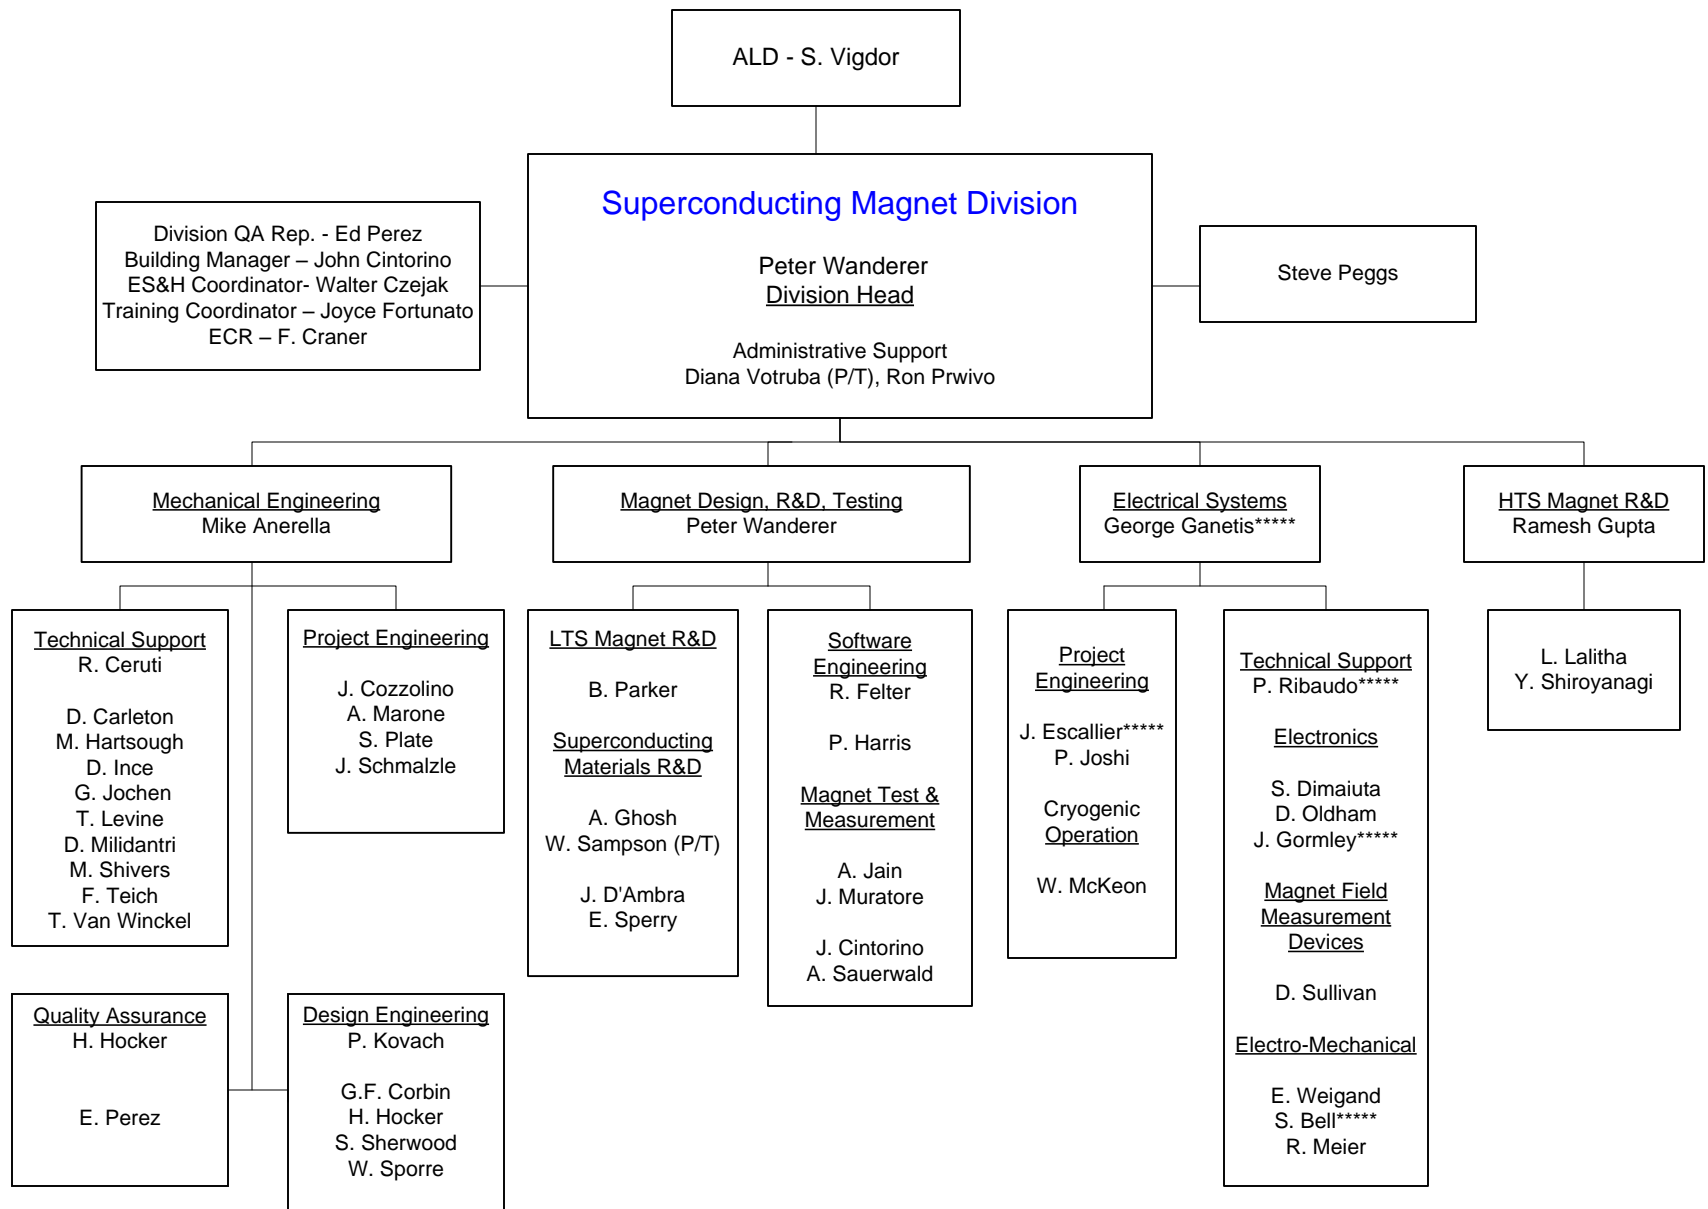 ALD - S. Vigdor
Superconducting Magnet Division
Peter Wanderer
Division Head
Administrative Support
Diana Votruba (P/T), Ron Prwivo
Division QA Rep. - Ed Perez
Building Manager – John Cintorino
ES&H Coordinator- Walter Czejak
Training Coordinator – Joyce Fortunato
ECR – F. Craner
Steve Peggs
Mechanical Engineering
Mike Anerella
Magnet Design, R&D, Testing
Peter Wanderer
Electrical Systems
George Ganetis*****
HTS Magnet R&D
Ramesh Gupta
Technical Support
R. Ceruti
D. Carleton
M. Hartsough
D. Ince
G. Jochen
T. Levine
D. Milidantri
M. Shivers
F. Teich
T. Van Winckel
Project Engineering
J. Cozzolino
A. Marone
S. Plate
J. Schmalzle
Quality Assurance
H. Hocker
E. Perez
Design Engineering
P. Kovach
G.F. Corbin
H. Hocker
S. Sherwood
W. Sporre
LTS Magnet R&D
B. Parker
Superconducting
Materials R&D
A. Ghosh
W. Sampson (P/T)
J. D'Ambra
E. Sperry
Software
Engineering
R. Felter
P. Harris
Magnet Test &
Measurement
A. Jain
J. Muratore
J. Cintorino
A. Sauerwald
Project
Engineering
J. Escallier*****
P. Joshi
Cryogenic
Operation
W. McKeon
Technical Support
P. Ribaudo*****
Electronics
S. Dimaiuta
D. Oldham
J. Gormley*****
Magnet Field
Measurement
Devices
D. Sullivan
Electro-Mechanical
E. Weigand
S. Bell*****
R. Meier
L. Lalitha
Y. Shiroyanagi